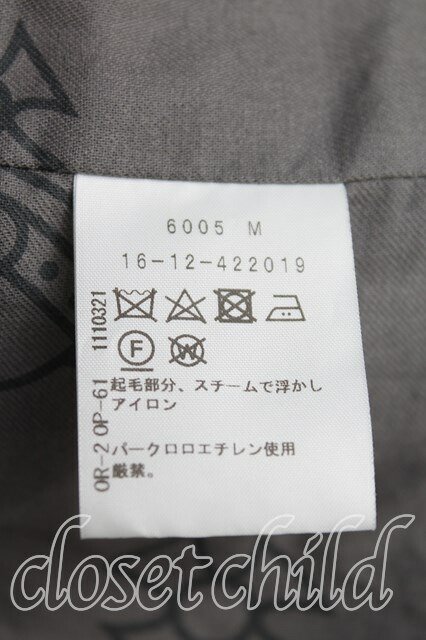 6005 M
16-12-422019
F
W
起毛部分、スチームで浮かし
アイロン
パークロロエチレン使用
厳禁。
OR-2 OP-61 1110321
closet child